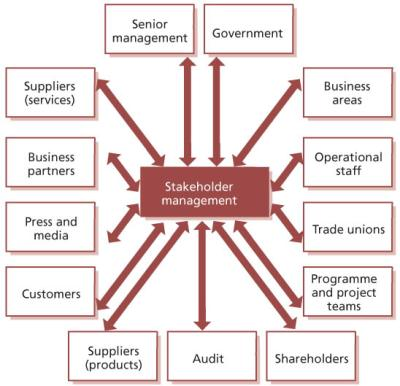 Senior
management
Government
Suppliers
(services)
Business
areas
Business
partners
Operational
staff
Stakeholder
management
Press and
media
Trade unions
Customers
Programme
and project
teams
Suppliers
(products)
Audit
Shareholders